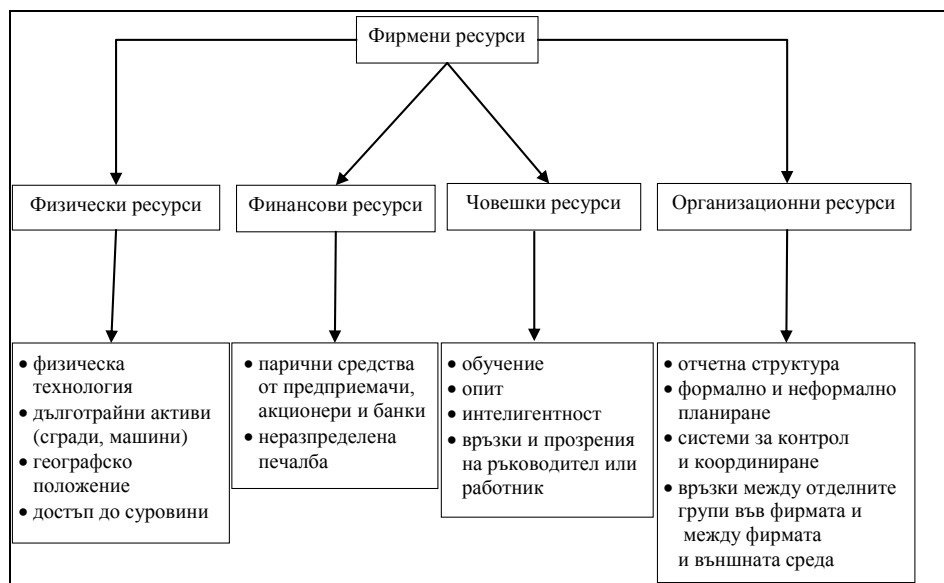 Фирмени ресурси
Физически ресурси
Финансови ресурси
Човешки ресурси
Организационни ресурси
• физическа
технология
• дълготрайни активи
(сгради, машини)
• географско
положение
• достъп до суровини
• парични средства
от предприемачи,
акционери и банки
• неразпределена
печалба
• обучение
• опит
• интелигентност
• връзки и прозрения
на ръководител или
работник
• отчетна структура
• формално и неформално
планиране
• системи за контрол
и координиране
• връзки между отделните
групи във фирмата и
между фирмата
и външната среда